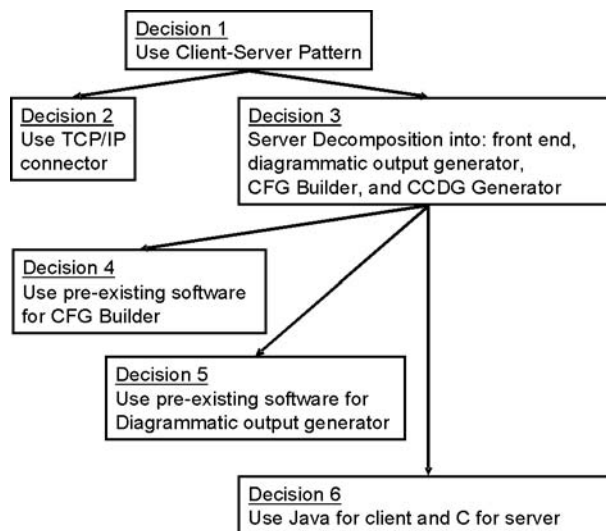 Decision 1
Use Client-Server Pattern
Decision 2
Use TCP/IP
connector
Decision 3
Server Decomposition into: front end,
diagrammatic output generator,
CFG Builder, and CCDG Generator
Decision 4
Use pre-existing software
for CFG Builder
Decision 5
Use pre-existing software for
Diagrammatic output generator
Decision 6
Use Java for client and C for server